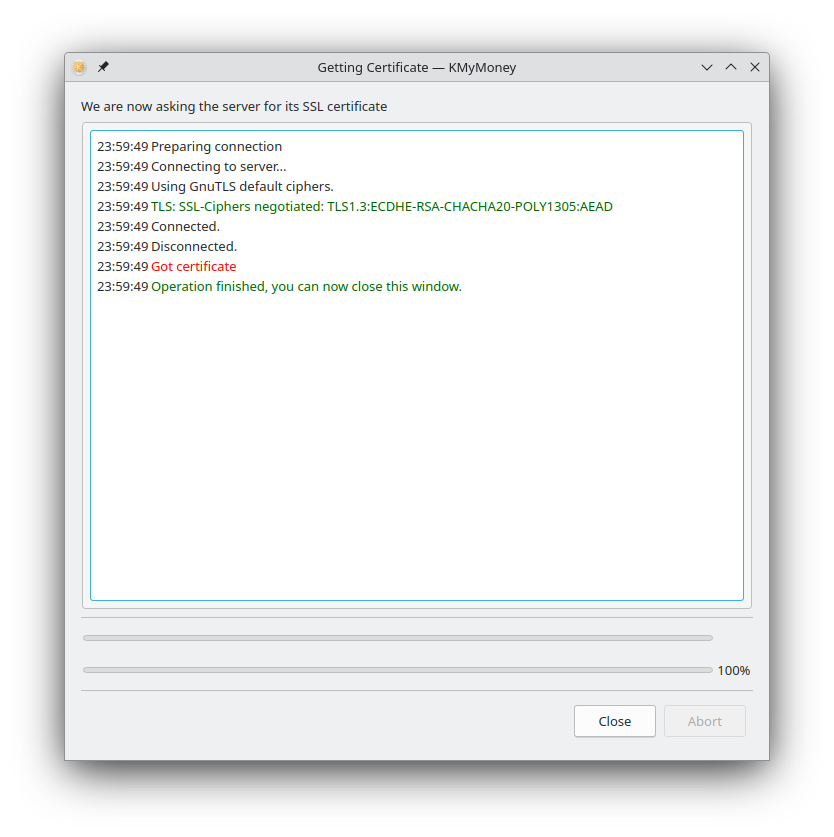 Getting Certificate — KMyMoney
We are now asking the server for its SSL certificate
23:59:49 Preparing connection
23:59:49 Connecting to server...
23:59:49 Using GnuTLS default ciphers.
23:59:49 TLS: SSL-Ciphers negotiated: TLS1.3:ECDHE-RSA-CHACHA20-POLY1305:AEAD
23:59:49 Connected.
23:59:49 Disconnected.
23:59:49 Got certificate
23:59:49 Operation finished, you can now close this window.
100%
Close Abort